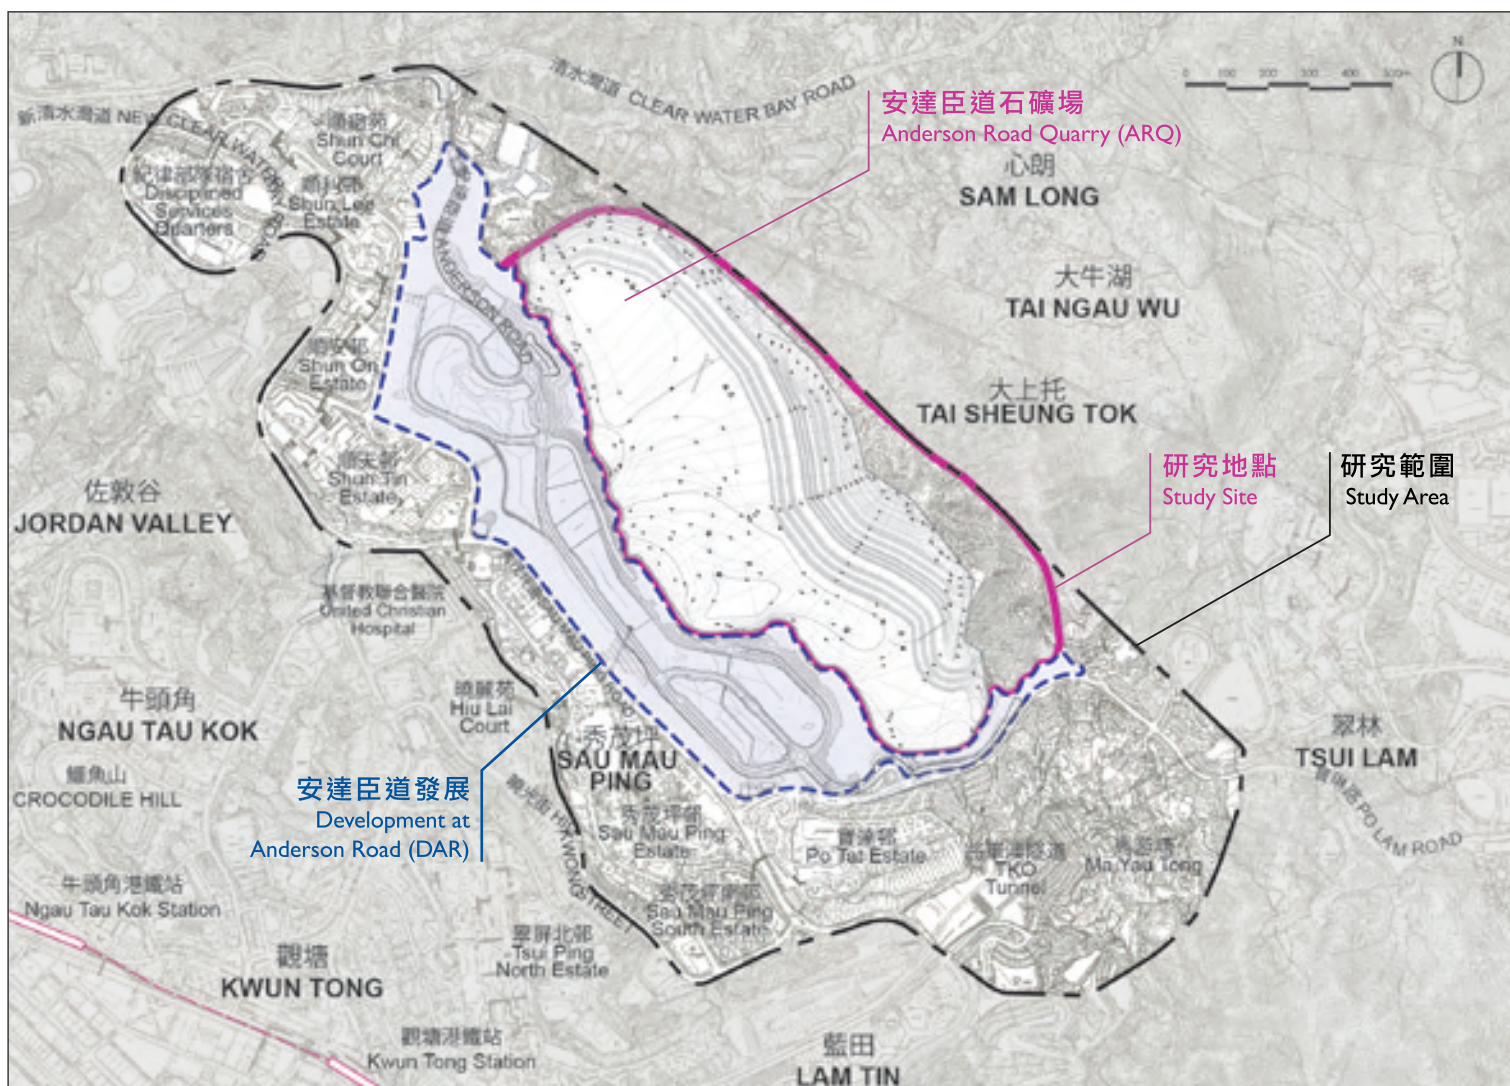 清水灣道 CLEAR WATER BAY ROAD
N
0 100 200 300 400 500m
安達臣道石礦場
Anderson Road Quarry (ARQ)
新清水灣道 NEW CLEAR WATER BAY ROAD
順緻苑
Shun Chi
Court
心朗
SAM LONG
紀律部隊宿舍
Disciplined
Services
Quarters
順利邨
Shun Lee
Estate
ANDERSON ROAD
大牛湖
TAI NGAU WU
順安邨
Shun On
Estate
大上托
TAI SHEUNG TOK
順天邨
Shun Tin
Estate
研究地點
Study Site
研究範圍
Study Area
佐敦谷
JORDAN VALLEY
基督教聯合醫院
United Christian
Hospital
牛頭角
NGAU TAU KOK
曉麗苑
Hiu Lai
Court
秀茂坪
SAU MAU
PING
翠林
TSUI LAM
鱷魚山
CROCODILE HILL
安達臣道發展
Development at
Anderson Road (DAR)
曉光街 HIU KWONG STREET
秀茂坪邨
Sau Mau Ping
Estate
寶達邨
Po Tat Estate
將軍澳隧道
TKO
Tunnel
馬游塘
Ma Yau Tong
寶琳路 PO LAM ROAD
牛頭角港鐵站
Ngau Tau Kok Station
秀茂坪南邨
Sau Mau Ping
South Estate
翠屏北邨
Tsui Ping
North Estate
觀塘
KWUN TONG
觀塘港鐵站
Kwun Tong Station
藍田
LAM TIN